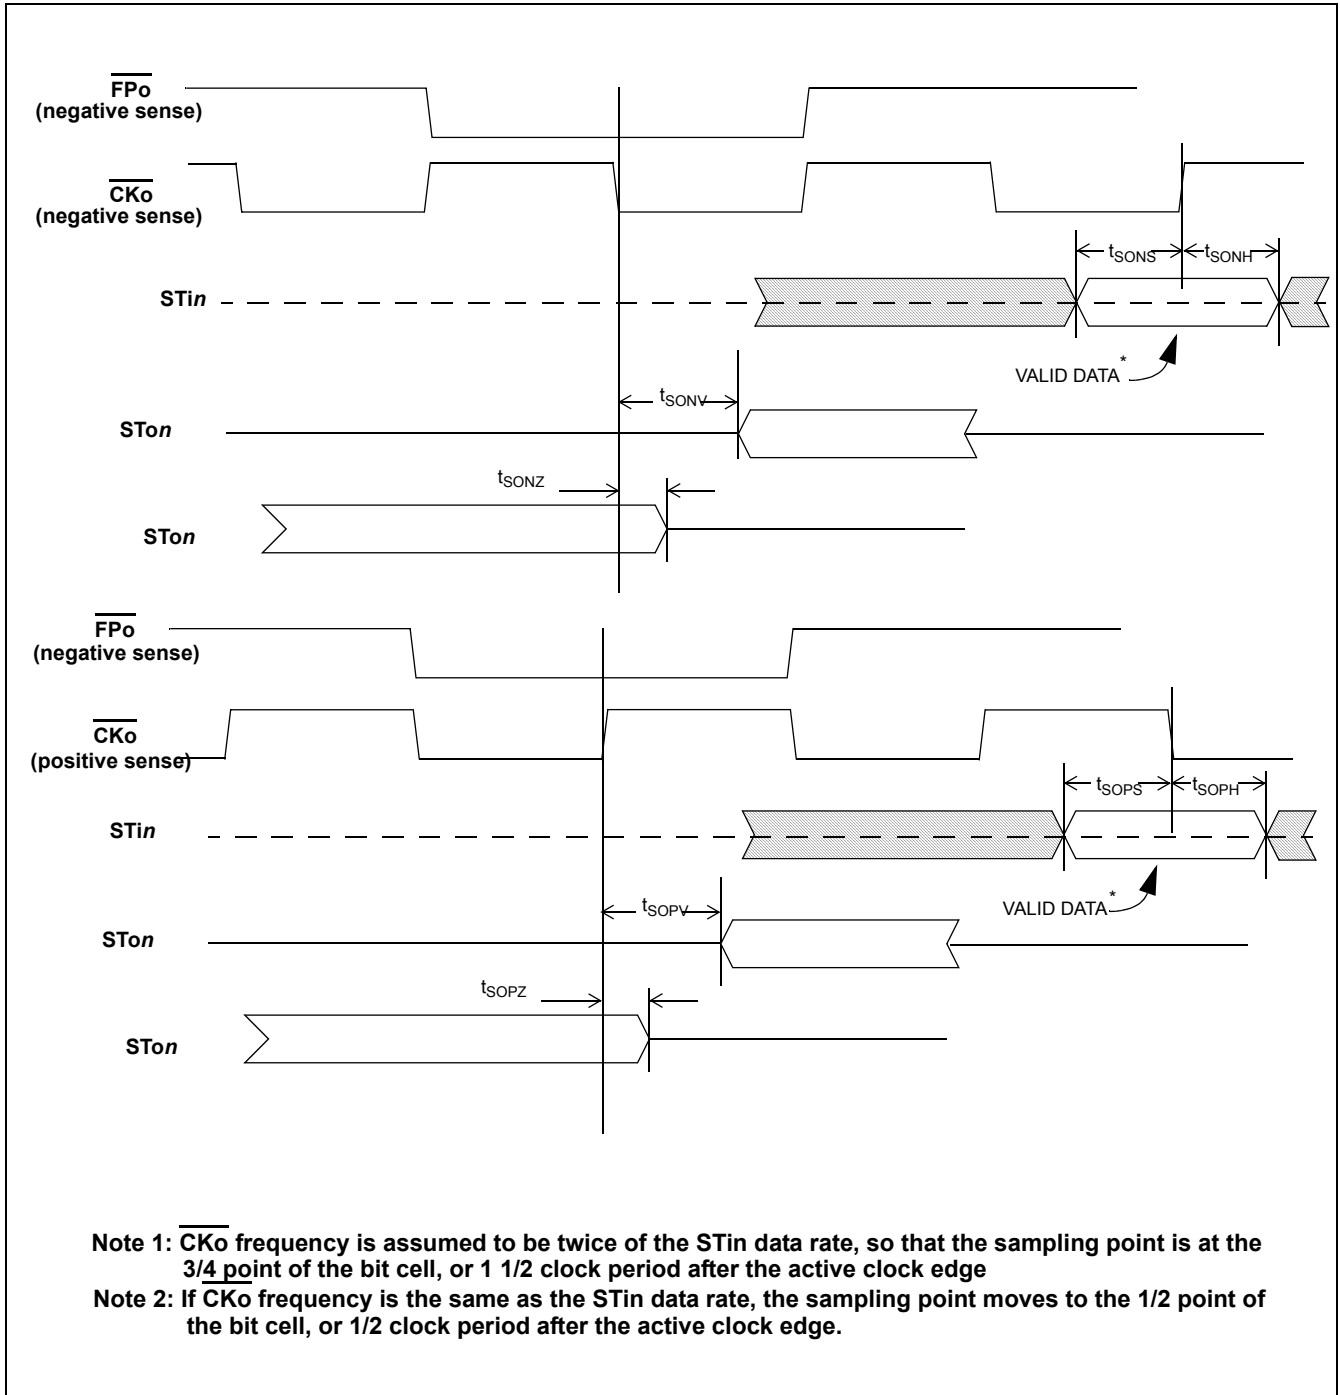 FPo
(negative sense)
CKo
(negative sense)
tSONS
tSONH
STin
VALID DATA*
tSONV
STon
tSONZ
STon
FPo
(negative sense)
CKo
(positive sense)
tSOPS
tSOPH
STin
VALID DATA*
tSOPV
STon
tSOPZ
STon
Note 1: CKo frequency is assumed to be twice of the STin data rate, so that the sampling point is at the
3/4 point of the bit cell, or 1 1/2 clock period after the active clock edge
Note 2: If CKo frequency is the same as the STin data rate, the sampling point moves to the 1/2 point of
the bit cell, or 1/2 clock period after the active clock edge.